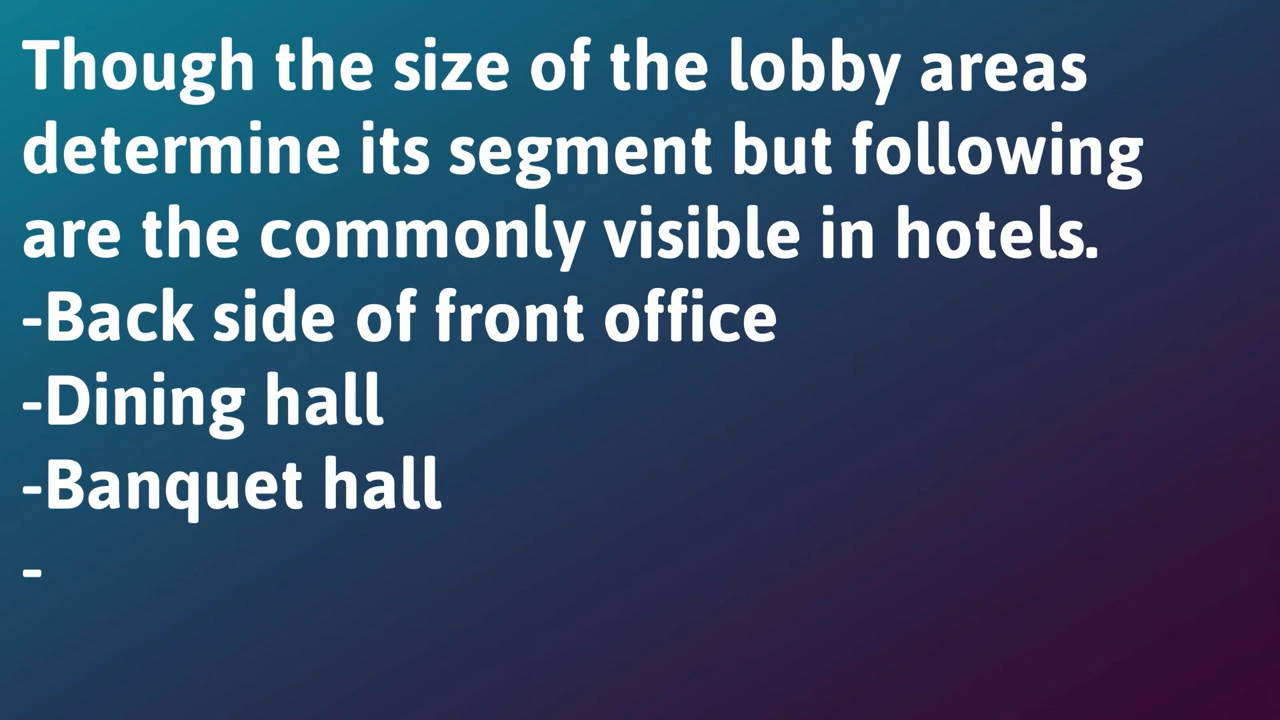 Though the size of the lobby areas
determine its segment but following
are the commonly visible in hotels.
-Back side of front office
-Dining hall
-Banquet hall
-